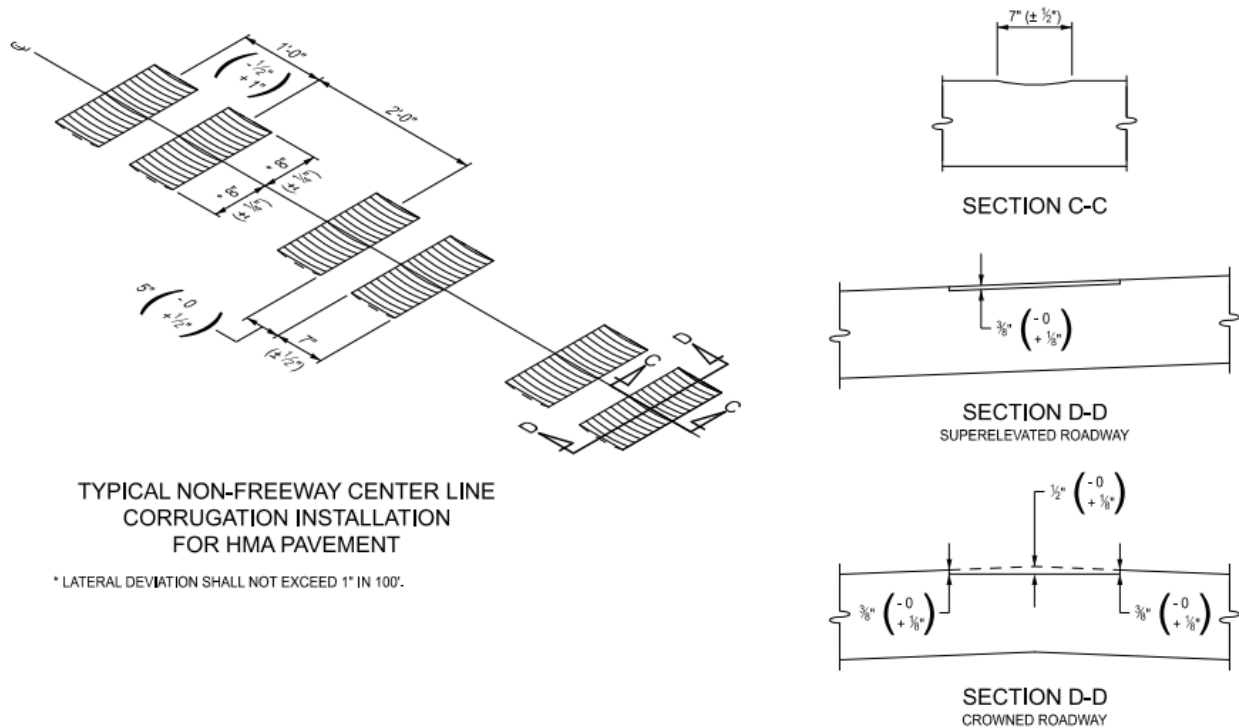 ℄
1'-0"
(-½" +1")
2'-0"
* 8"
(±¼")
* 8"
(±¼")
5" (-0 +½")
7"
(±½")
C
D
C
D
TYPICAL NON-FREEWAY CENTER LINE
CORRUGATION INSTALLATION
FOR HMA PAVEMENT
* LATERAL DEVIATION SHALL NOT EXCEED 1" IN 100'.
7" (± ½")
SECTION C-C
⅜" (-0 +⅛")
SECTION D-D
SUPERELEVATED ROADWAY
½" (-0 +⅛")
⅜" (-0 +⅛")
⅜" (-0 +⅛")
SECTION D-D
CROWNED ROADWAY